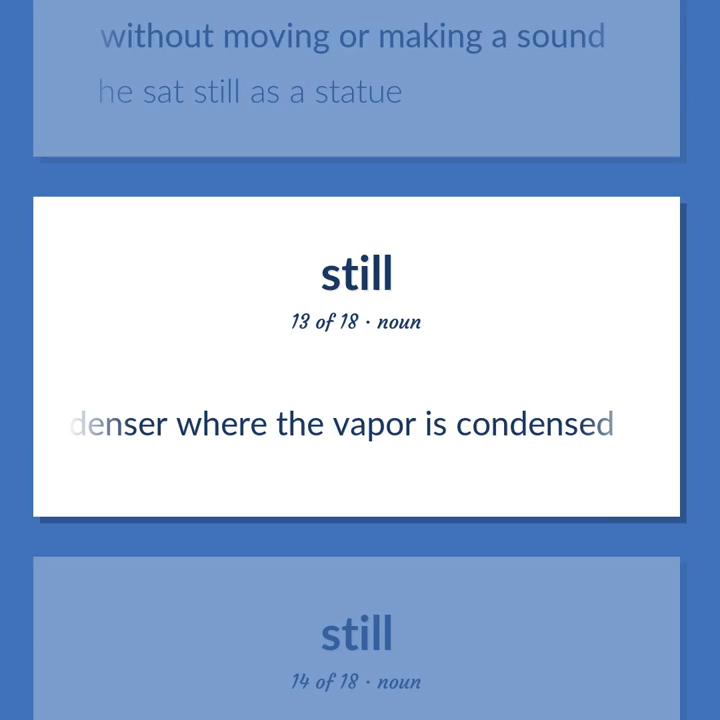 without moving or making a sound
he sat still as a statue
still
13 of 18 · noun
denser where the vapor is condensed
still
14 of 18 · noun